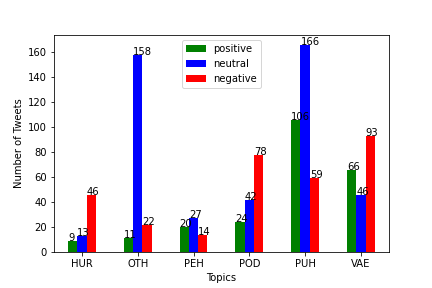 positive
neutral
negative
Number of Tweets
160
140
120
100
80
60
40
20
0
9 13 46
11 158 22
20 27 14
24 42 78
106 166 59
66 46 93
HUR OTH PEH POD PUH VAE
Topics